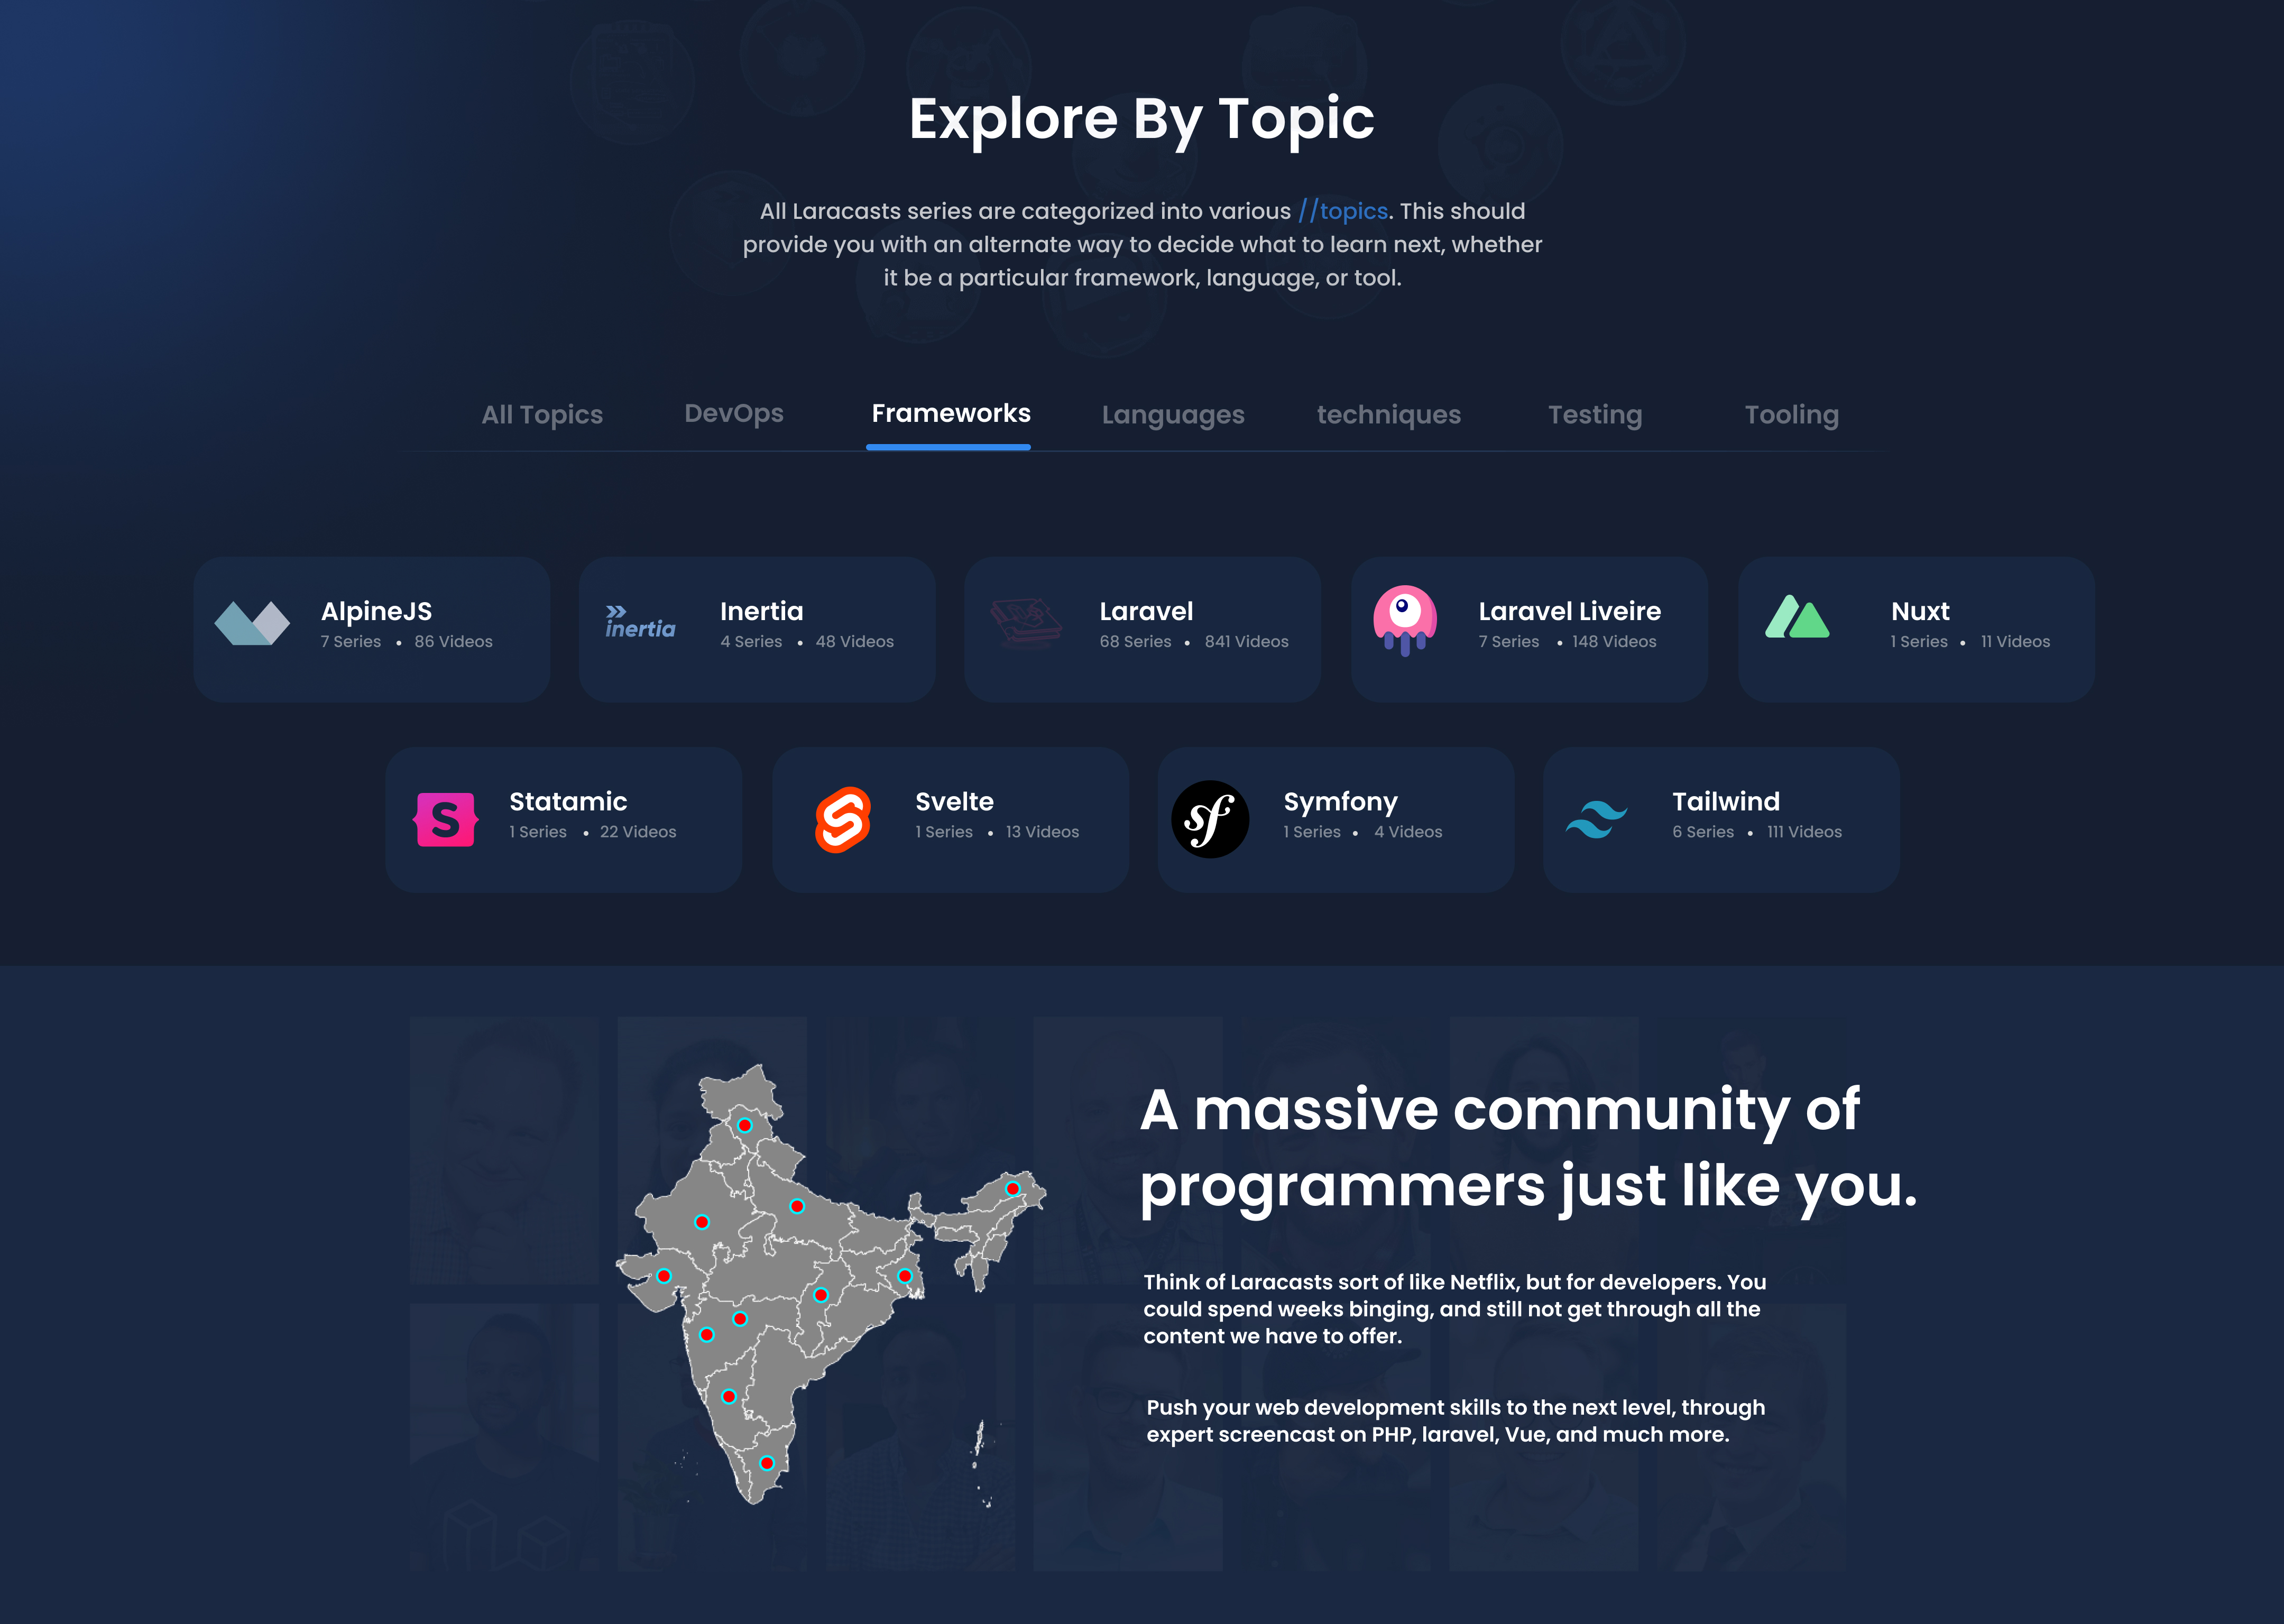 Explore By Topic
All Laracasts series are categorized into various //topics. This should
provide you with an alternate way to decide what to learn next, whether
it be a particular framework, language, or tool.
All Topics DevOps Frameworks Languages techniques Testing Tooling
AlpineJS
7 Series • 86 Videos
inertia
Inertia
4 Series • 48 Videos
Laravel
68 Series • 841 Videos
Laravel Liveire
7 Series • 148 Videos
Nuxt
1 Series • 11 Videos
S
Statamic
1 Series • 22 Videos
Svelte
1 Series • 13 Videos
sf
Symfony
1 Series • 4 Videos
Tailwind
6 Series • 111 Videos
A massive community of
programmers just like you.
Think of Laracasts sort of like Netflix, but for developers. You
could spend weeks binging, and still not get through all the
content we have to offer.
Push your web development skills to the next level, through
expert screencast on PHP, laravel, Vue, and much more.